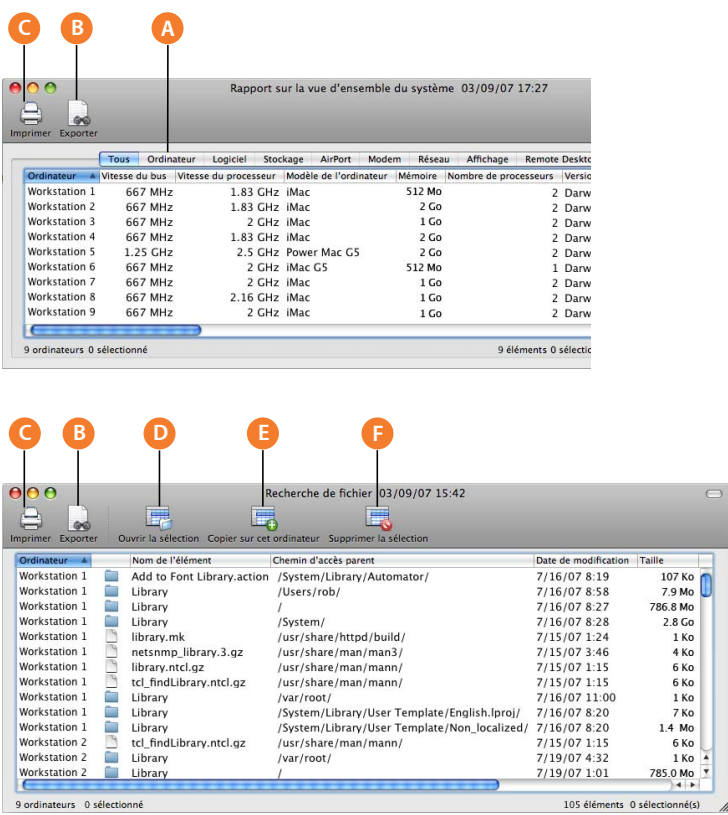 C B A
Rapport sur la vue d'ensemble du système 03/09/07 17:27
Imprimer Exporter
Tous Ordinateur Logiciel Stockage AirPort Modem Réseau Affichage Remote Deskto
Ordinateur Vitesse du bus Vitesse du processeur Modèle de l'ordinateur Mémoire Nombre de processeurs Versio
Workstation 1 667 MHz 1.83 GHz iMac 512 Mo 2 Darw
Workstation 2 667 MHz 1.83 GHz iMac 2 Go 2 Darw
Workstation 3 667 MHz 2 GHz iMac 1 Go 2 Darw
Workstation 4 667 MHz 1.83 GHz iMac 2 Go 2 Darw
Workstation 5 1.25 GHz 2.5 GHz Power Mac G5 2 Go 2 Darw
Workstation 6 667 MHz 2 GHz iMac G5 512 Mo 1 Darw
Workstation 7 667 MHz 2 GHz iMac 1 Go 2 Darw
Workstation 8 667 MHz 2.16 GHz iMac 1 Go 2 Darw
Workstation 9 667 MHz 2 GHz iMac 1 Go 2 Darw
9 ordinateurs 0 sélectionné 9 éléments 0 sélectio
C B D E F
Recherche de fichier 03/09/07 15:42
Imprimer Exporter Ouvrir la sélection Copier sur cet ordinateur Supprimer la sélection
Ordinateur Nom de l'élément Chemin d'accès parent Date de modification Taille
Workstation 1 Add to Font Library.action /System/Library/Automator/ 7/16/07 8:19 107 Ko
Workstation 1 Library /Users/rob/ 7/16/07 8:58 7.9 Mo
Workstation 1 Library / 7/16/07 8:27 786.8 Mo
Workstation 1 Library /System/ 7/16/07 8:28 2.8 Go
Workstation 1 library.mk /usr/share/httpd/build/ 7/15/07 1:24 1 Ko
Workstation 1 netsnmp_library.3.gz /usr/share/man/man3/ 7/15/07 3:46 4 Ko
Workstation 1 library.ntcl.gz /usr/share/man/mann/ 7/15/07 1:15 6 Ko
Workstation 1 tcl_findLibrary.ntcl.gz /usr/share/man/mann/ 7/15/07 1:15 6 Ko
Workstation 1 Library /var/root/ 7/16/07 11:00 1 Ko
Workstation 1 Library /System/Library/User Template/English.lproj/ 7/16/07 8:20 7 Ko
Workstation 1 Library /System/Library/User Template/Non_localized/ 7/16/07 8:20 1.4 Mo
Workstation 2 tcl_findLibrary.ntcl.gz /usr/share/man/mann/ 7/15/07 1:15 6 Ko
Workstation 2 Library /var/root/ 7/19/07 4:32 1 Ko
Workstation 2 Library / 7/19/07 1:01 785.0 Mo
9 ordinateurs 0 sélectionné 105 éléments 0 sélectionné(s)